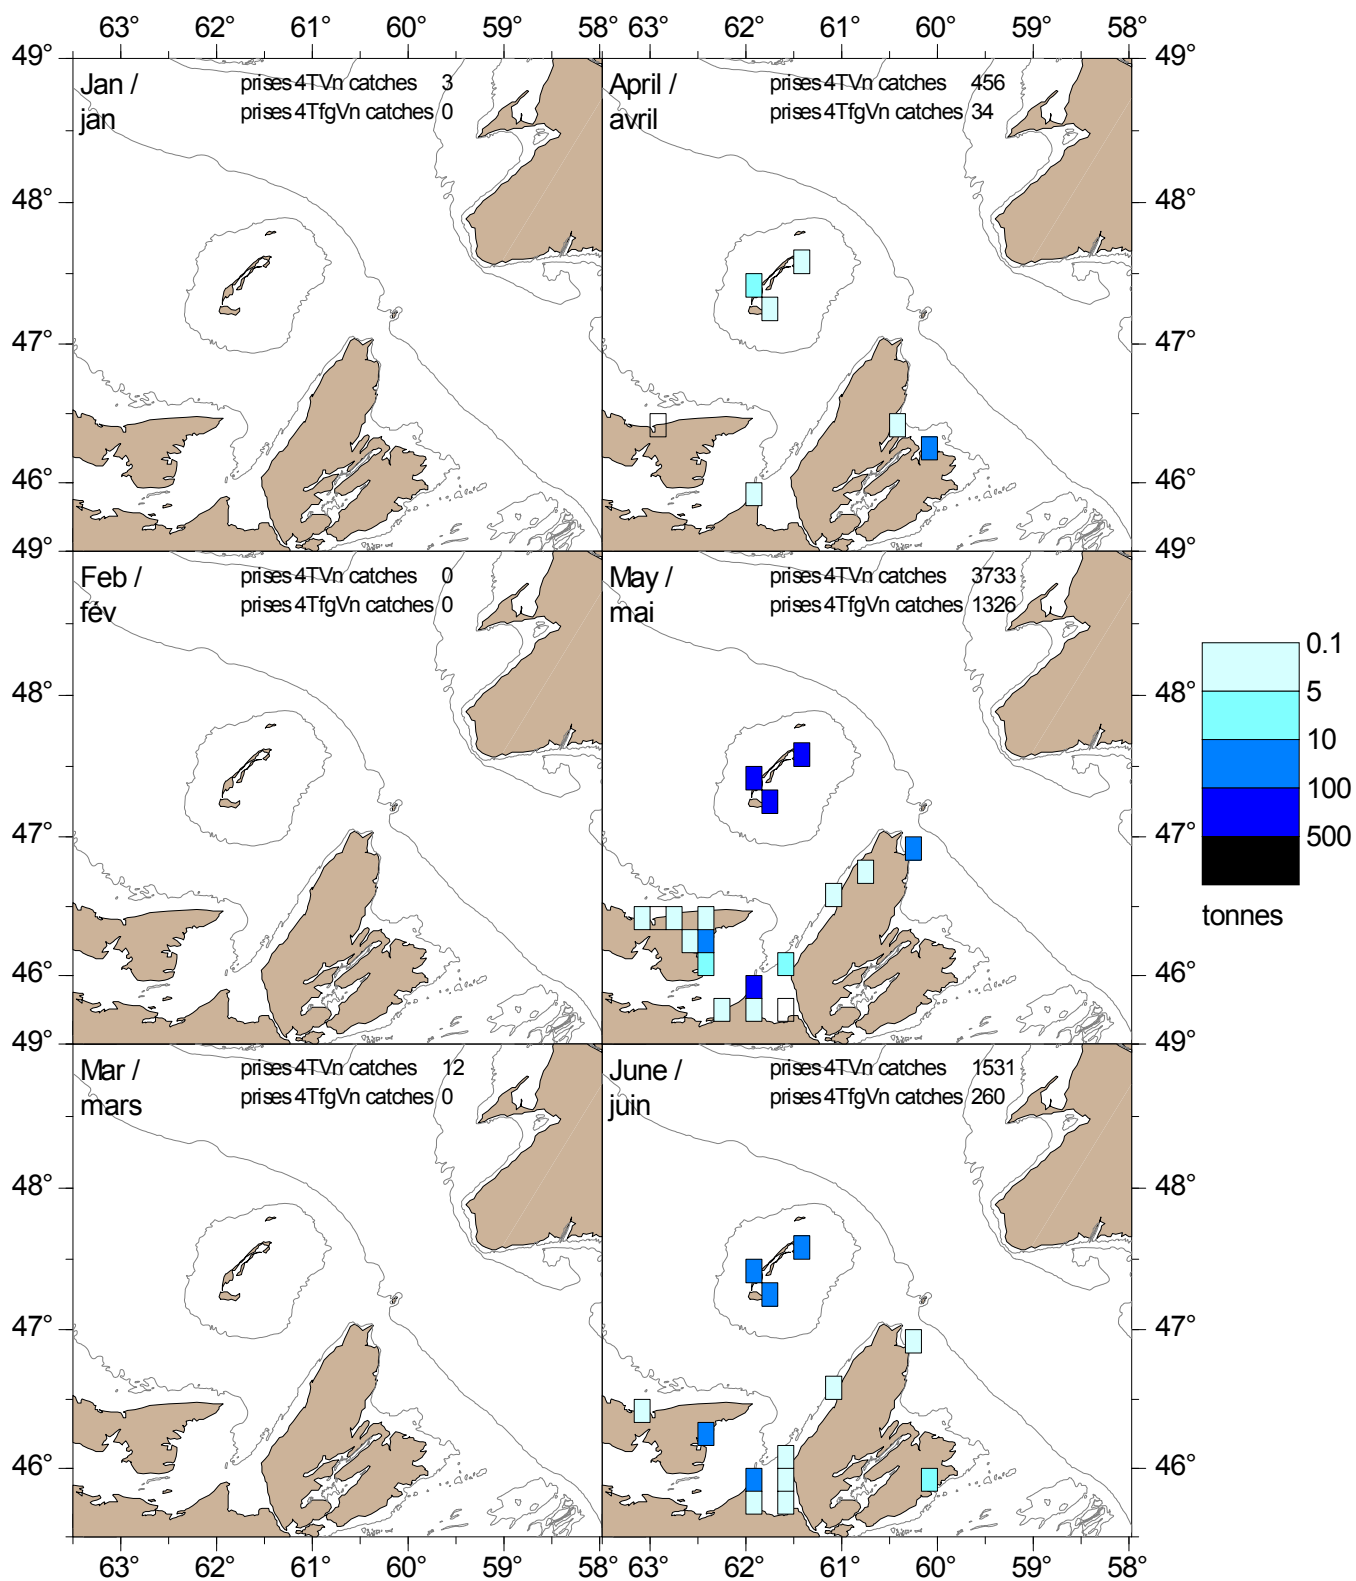 63° 62° 61° 60° 59° 58° 63° 62° 61° 60° 59° 58°
49° 49°
Jan / prises 4TVn catches 3
jan prises 4TfgVn catches 0
April / prises 4TVn catches 456
avril prises 4TfgVn catches 34
48° 48°
47° 47°
46° 46°
49° 49°
Feb / prises 4TVn catches 0
fév prises 4TfgVn catches 0
May / prises 4TVn catches 3733
mai prises 4TfgVn catches 1326
48° 48°
47° 47°
46° 46°
49° 49°
Mar / prises 4TVn catches 12
mars prises 4TfgVn catches 0
June / prises 4TVn catches 1531
juin prises 4TfgVn catches 260
48° 48°
47° 47°
46° 46°
63° 62° 61° 60° 59° 58° 63° 62° 61° 60° 59° 58°
0.1
5
10
100
500
tonnes